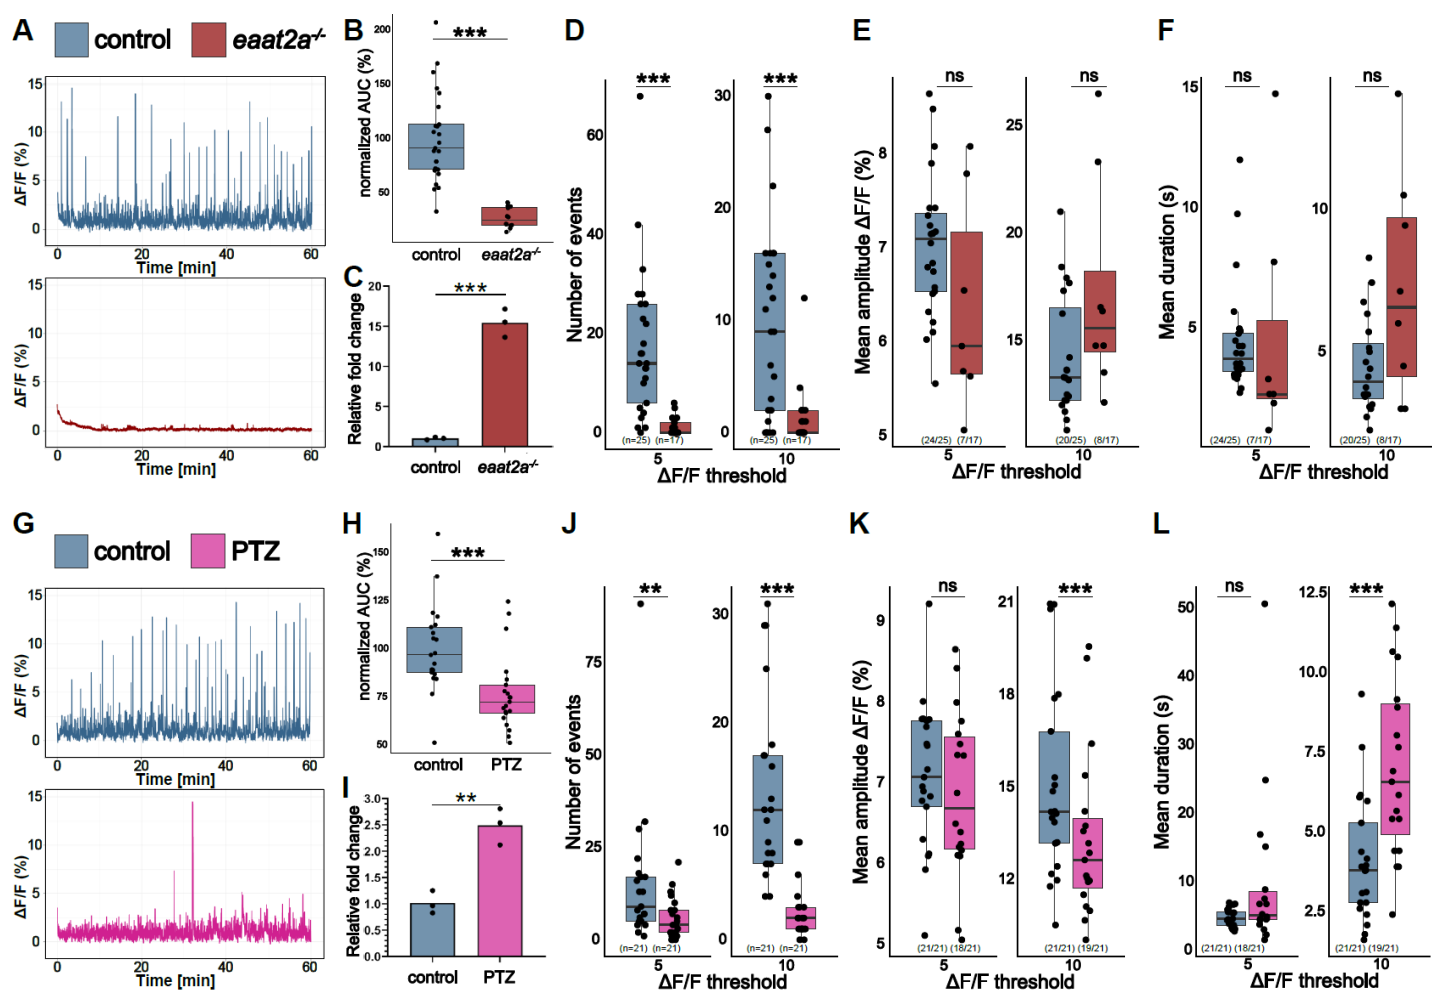 A
control
eaat2a-/-
ΔF/F (%)
15
10
5
0
0
20
40
60
Time [min]
ΔF/F (%)
15
10
5
0
0
20
40
60
Time [min]
B
normalized AUC (%)
200
150
100
50
***
control
eaat2a-/-
C
Relative fold change
20
15
10
5
0
***
control
eaat2a-/-
D
Number of events
60
40
20
0
***
(n=25) (n=17)
5
30
20
10
0
***
(n=25) (n=17)
10
ΔF/F threshold
E
Mean amplitude ΔF/F (%)
8
7
6
5
ns
(24/25) (7/17)
5
25
20
15
ns
(20/25) (8/17)
10
ΔF/F threshold
F
Mean duration (s)
15
10
5
ns
(24/25) (7/17)
5
10
5
ns
(20/25) (8/17)
10
ΔF/F threshold
G
control
PTZ
ΔF/F (%)
15
10
5
0
0
20
40
60
Time [min]
ΔF/F (%)
15
10
5
0
0
20
40
60
Time [min]
H
normalized AUC (%)
150
125
100
75
50
***
control
PTZ
I
Relative fold change
3.0
2.5
2.0
1.5
1.0
0.5
0.0
**
control
PTZ
J
Number of events
75
50
25
0
**
(n=21) (n=21)
5
30
20
10
0
***
(n=21) (n=21)
10
ΔF/F threshold
K
Mean amplitude ΔF/F (%)
9
8
7
6
5
ns
(21/21) (18/21)
5
21
18
15
12
***
(21/21) (19/21)
10
ΔF/F threshold
L
Mean duration (s)
50
40
30
20
10
0
ns
(21/21) (18/21)
5
12.5
10.0
7.5
5.0
2.5
***
(21/21) (19/21)
10
ΔF/F threshold